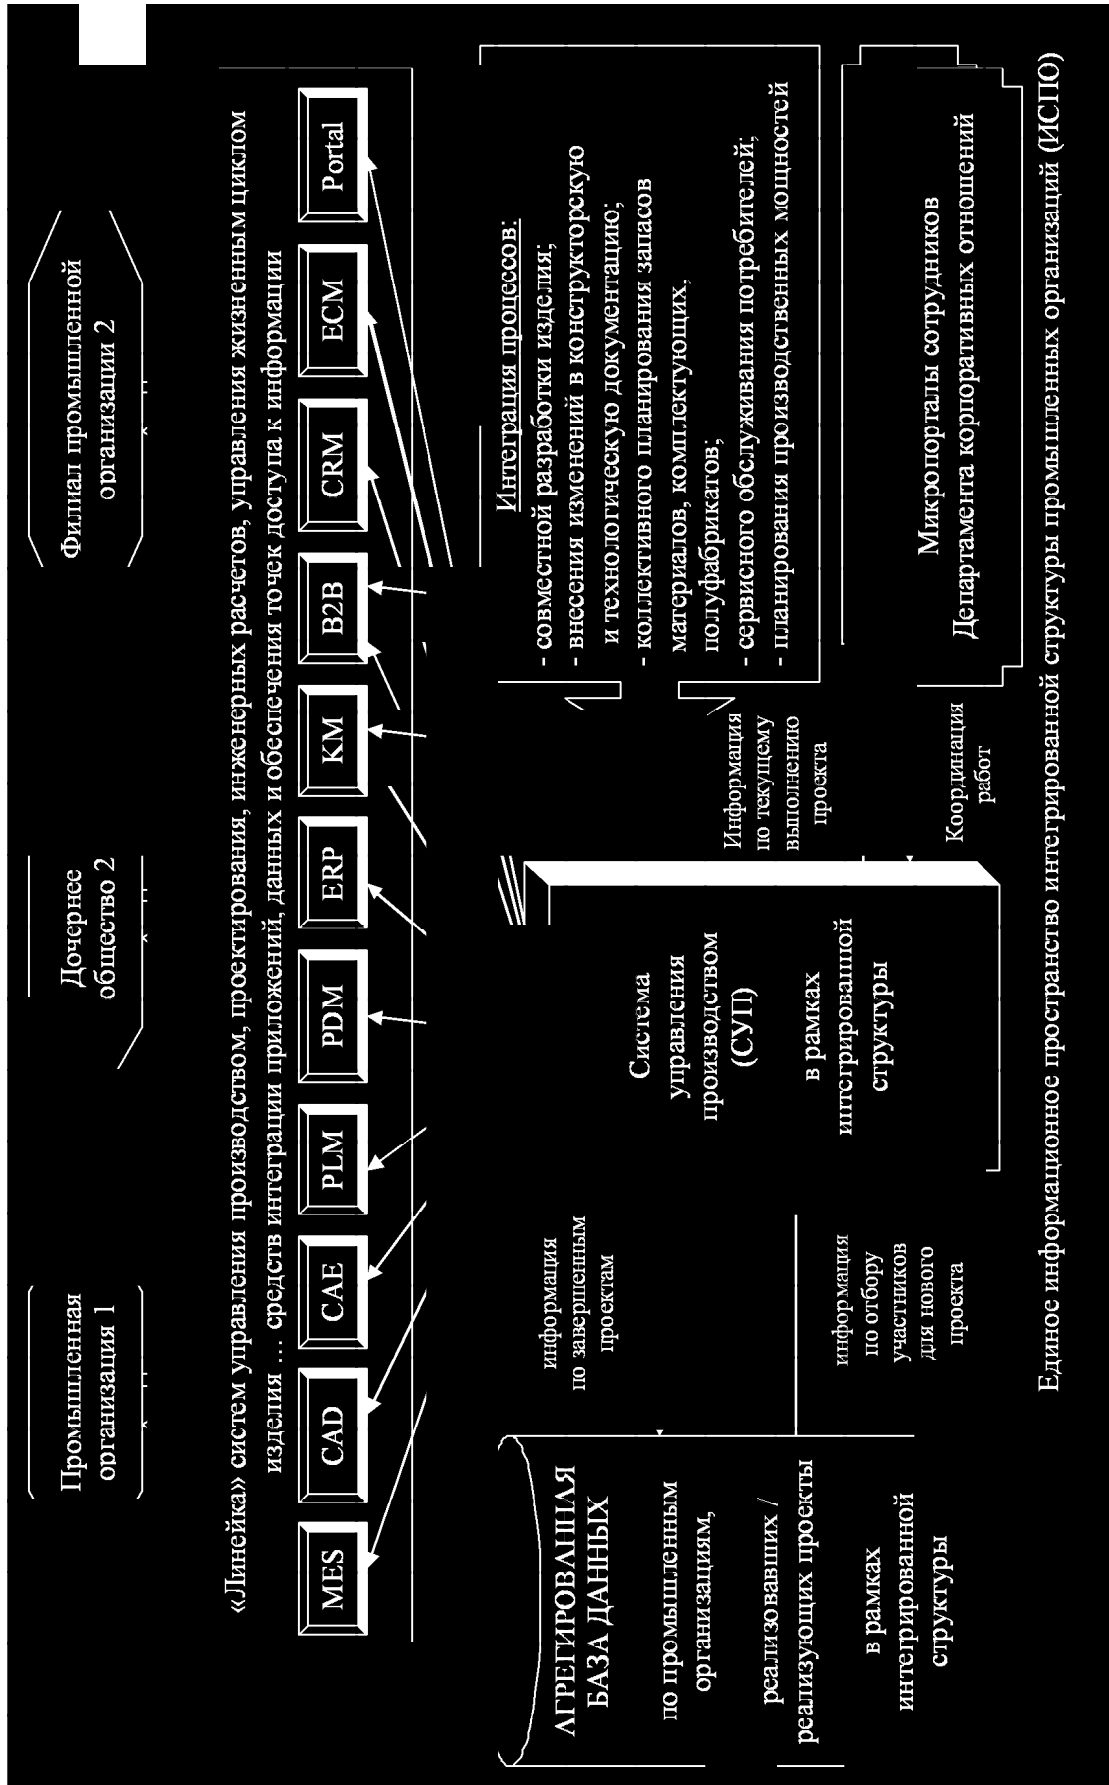 Промышленная
организация 1
Дочернее
общество 2
Филиал промышленной
организации 2
«Линейка» систем управления производством, проектирования, инженерных расчетов, управления жизненным циклом
изделия … средств интеграции приложений, данных и обеспечения точек доступа к информации
MES
CAD
CAE
PLM
PDM
ERP
KM
B2B
CRM
ECM
Portal
АГРЕГИРОВАННАЯ
БАЗА ДАННЫХ
по промышленным
организациям,
реализовавших /
реализующих проекты
в рамках
интегрированной
структуры
информация
по завершенным
проектам
информация
по отбору
участников
для нового
проекта
Система
управления
производством
(СУП)
в рамках
интегрированной
структуры
Информация
по текущему
выполнению
проекта
Координация
работ
Интеграция процессов:
- совместной разработки изделия;
- внесения изменений в конструкторскую
и технологическую документацию;
- коллективного планирования запасов
материалов, комплектующих,
полуфабрикатов;
- сервисного обслуживания потребителей;
- планирования производственных мощностей
Микропорталы сотрудников
Департамента корпоративных отношений
Единое информационное пространство интегрированной структуры промышленных организаций (ИСПО)